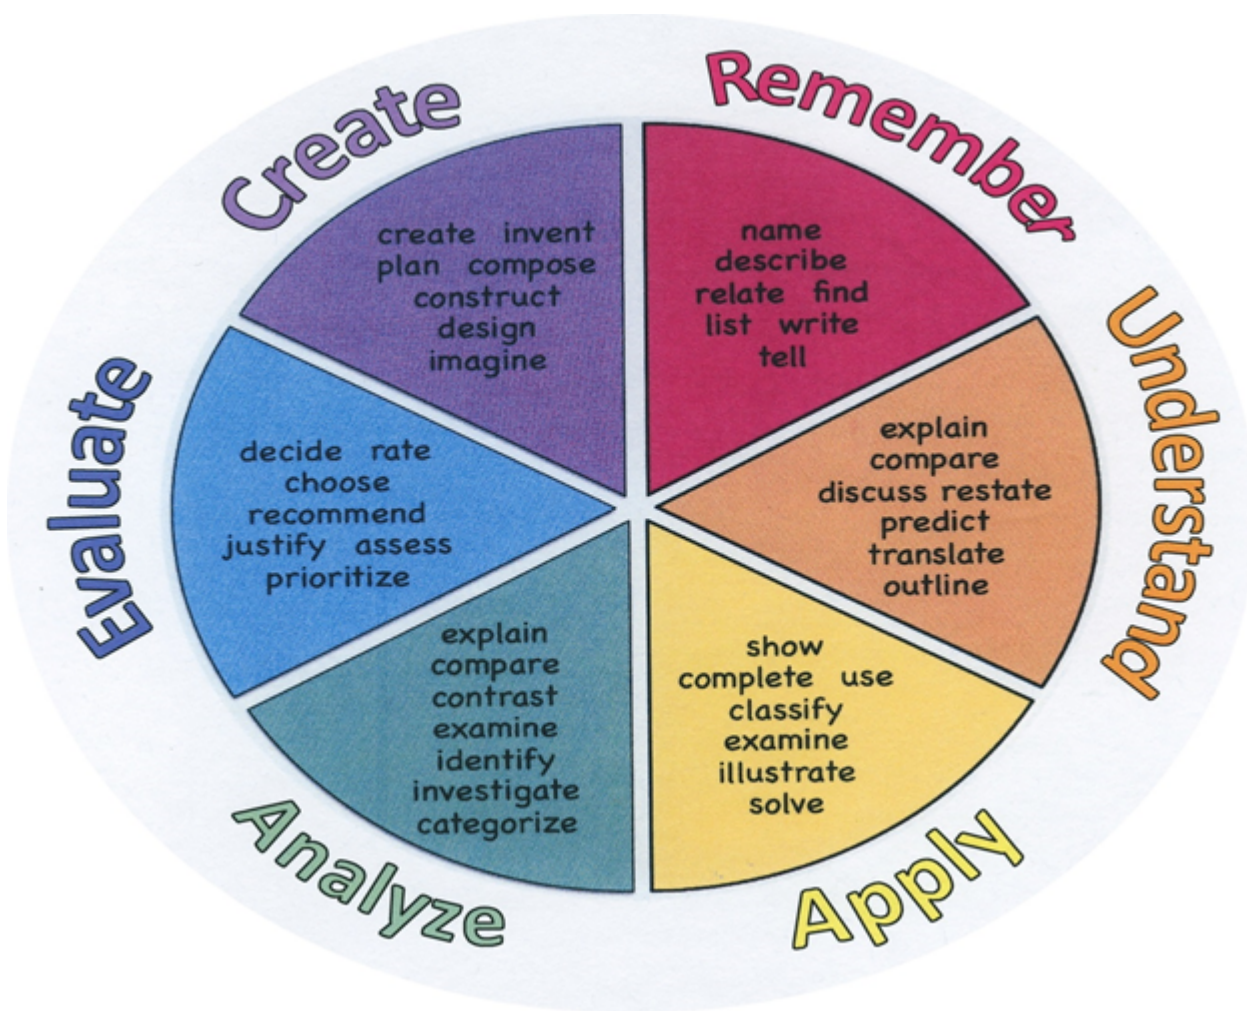 Remember
name
describe
relate find
list write
tell
Understand
explain
compare
discuss restate
predict
translate
outline
Apply
show
complete use
classify
examine
illustrate
solve
Analyze
explain
compare
contrast
examine
identify
investigate
categorize
Evaluate
decide rate
choose
recommend
justify assess
prioritize
Create
create invent
plan compose
construct
design
imagine